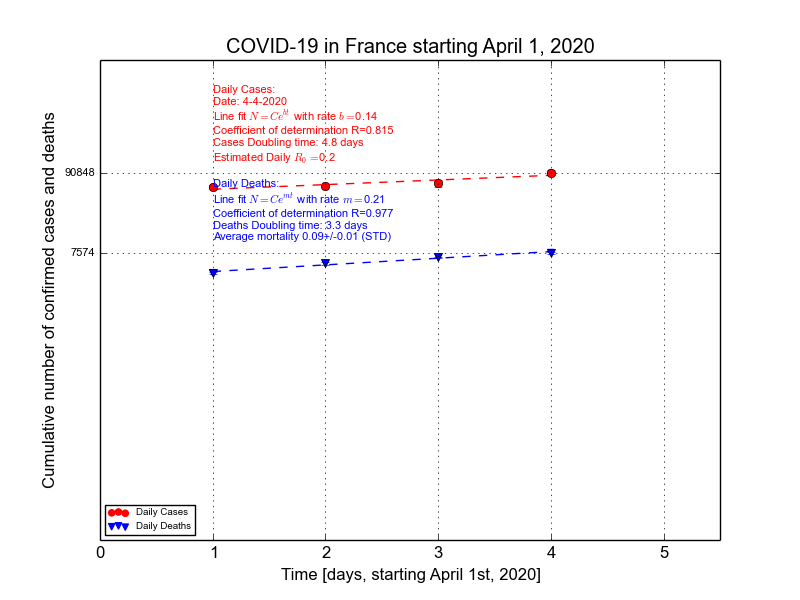 COVID-19 in France starting April 1, 2020
Daily Cases:
Date: 4-4-2020
Line fit N = Ce^{bt} with rate b = 0.14
Coefficient of determination R=0.815
Cases Doubling time: 4.8 days
Estimated Daily R_0 = 0.2
90848
Daily Deaths:
Line fit N = Ce^{mt} with rate m = 0.21
Coefficient of determination R=0.977
Deaths Doubling time: 3.3 days
Average mortality 0.09+/-0.01 (STD)
7574
Cumulative number of confirmed cases and deaths
Daily Cases
Daily Deaths
0 1 2 3 4 5
Time [days, starting April 1st, 2020]